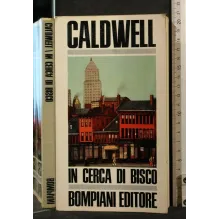 CALDWELL
IN CERCA DI BISCO
BOMPIANI EDITORE
CALDWELL IN CERCA DI BISCO
BOMPIANI